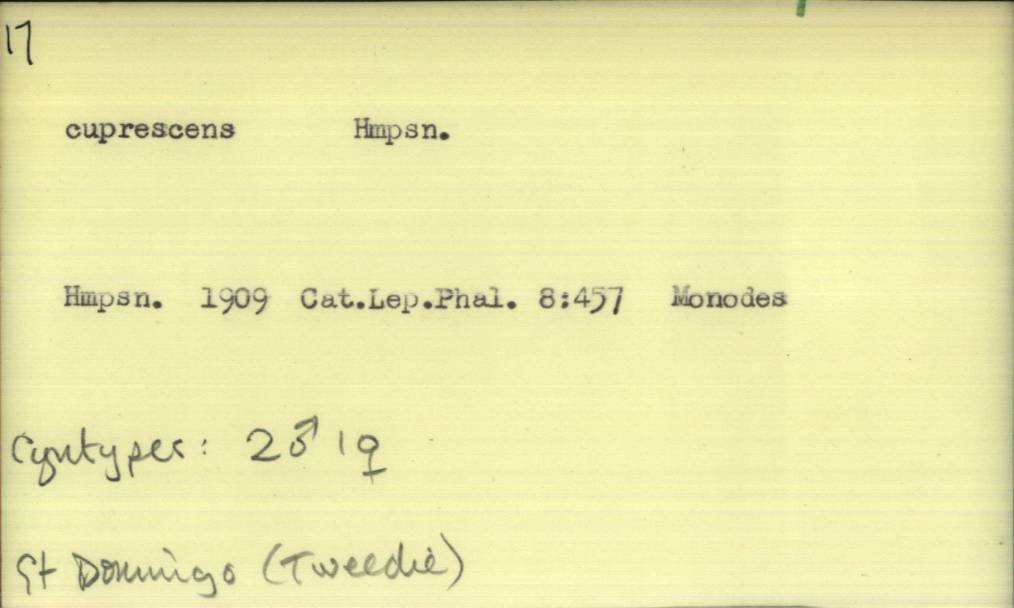 17
cuprescens Hmpsn.
Hmpsn. 1909 Cat.Lep.Phal. 8:457 Monodes
Syntypes: 2♂ 1♀
St Domingo (Tweedie)